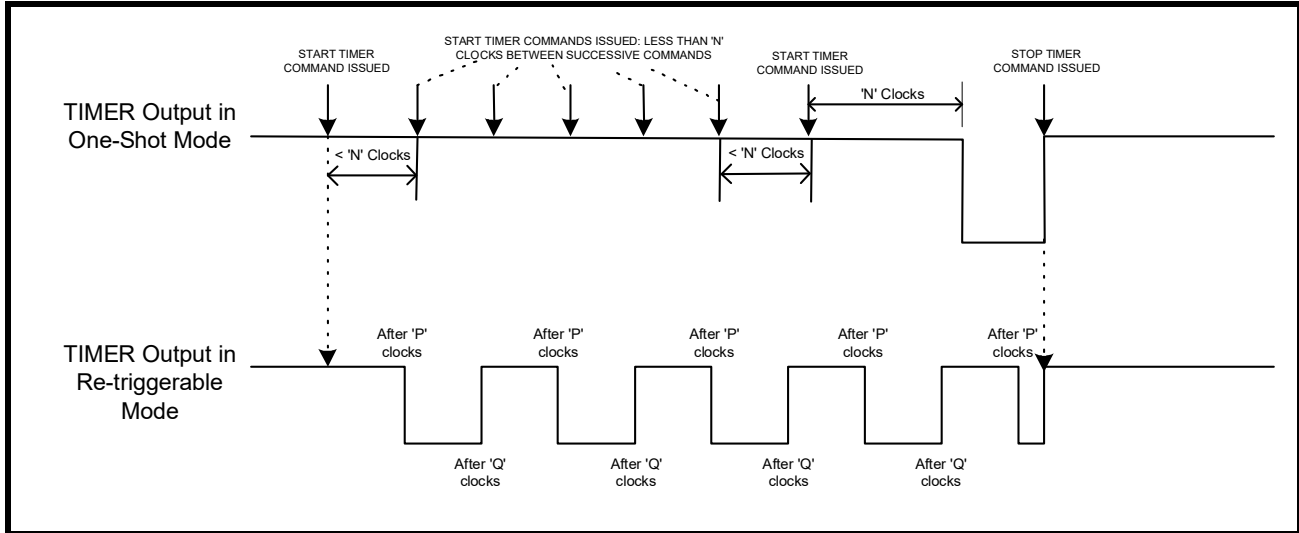 START TIMER
COMMAND ISSUED
START TIMER COMMANDS ISSUED: LESS THAN 'N'
CLOCKS BETWEEN SUCCESSIVE COMMANDS
START TIMER
COMMAND ISSUED
STOP TIMER
COMMAND ISSUED
'N' Clocks
TIMER Output in
One-Shot Mode
< 'N' Clocks
< 'N' Clocks
After 'P'
clocks
After 'P'
clocks
After 'P'
clocks
After 'P'
clocks
After 'P'
clocks
TIMER Output in
Re-triggerable
Mode
After 'Q'
clocks
After 'Q'
clocks
After 'Q'
clocks
After 'Q'
clocks